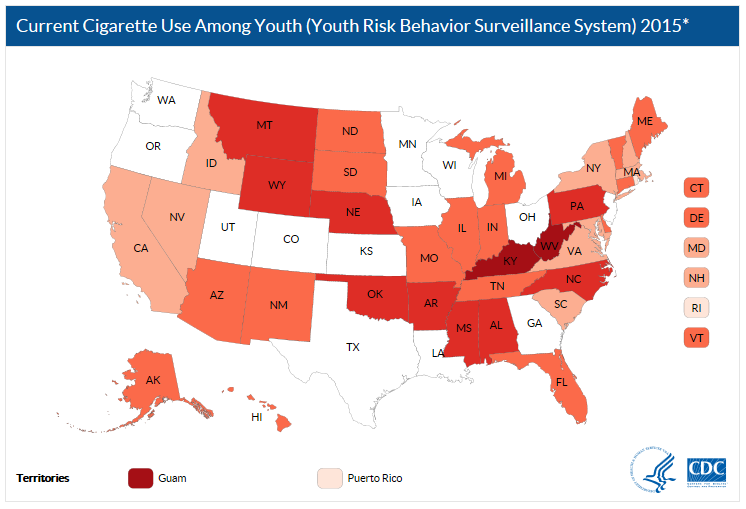 Current Cigarette Use Among Youth (Youth Risk Behavior Surveillance System) 2015*
WA
MT
ND
MN
ME
OR
ID
SD
WI
MI
NY
MA
WY
IA
PA
CT
NE
OH
DE
NV
UT
IL
IN
WV
MD
CA
CO
KS
MO
KY
VA
NH
AZ
NM
OK
AR
TN
NC
RI
SC
MS
AL
GA
VT
TX
LA
AK
FL
HI
Territories
Guam
Puerto Rico
CDC